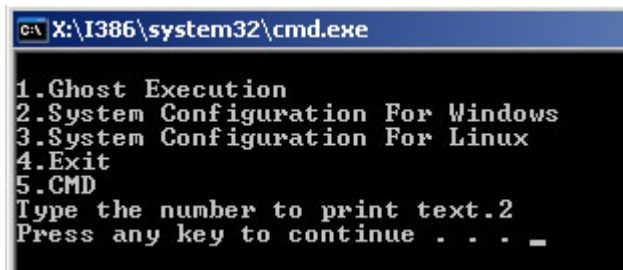 X:\I386\system32\cmd.exe
1.Ghost Execution
2.System Configuration For Windows
3.System Configuration For Linux
4.Exit
5.CMD
Type the number to print text.2
Press any key to continue . . . _